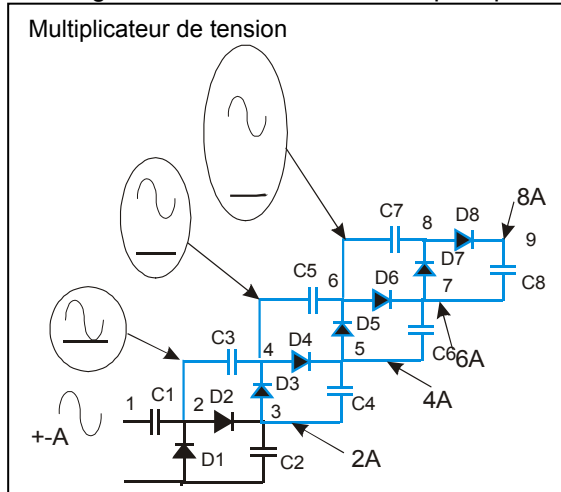 Multiplicateur de tension
8A
C7
8
D8
9
D7
C8
C5
6
D6
7
C3
D5
C6
6A
4
D4
5
4A
1
C1
2
D2
D3
3
C4
+-A
D1
C2
2A